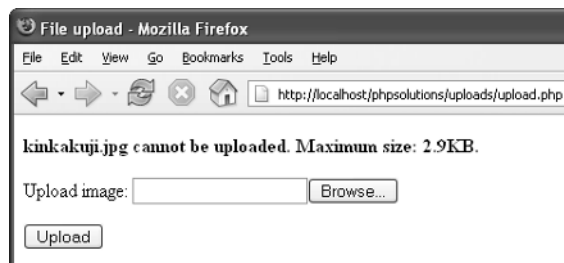 File upload - Mozilla Firefox
File Edit View Go Bookmarks Tools Help
http://localhost/phpsolutions/uploads/upload.php
kinkakuji.jpg cannot be uploaded. Maximum size: 2.9KB.
Upload image: Browse...
Upload